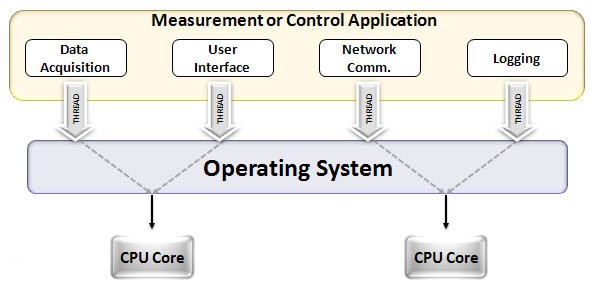 Measurement or Control Application
Data
Acquisition
User
Interface
Network
Comm.
Logging
THREAD
THREAD
THREAD
THREAD
Operating System
CPU Core
CPU Core